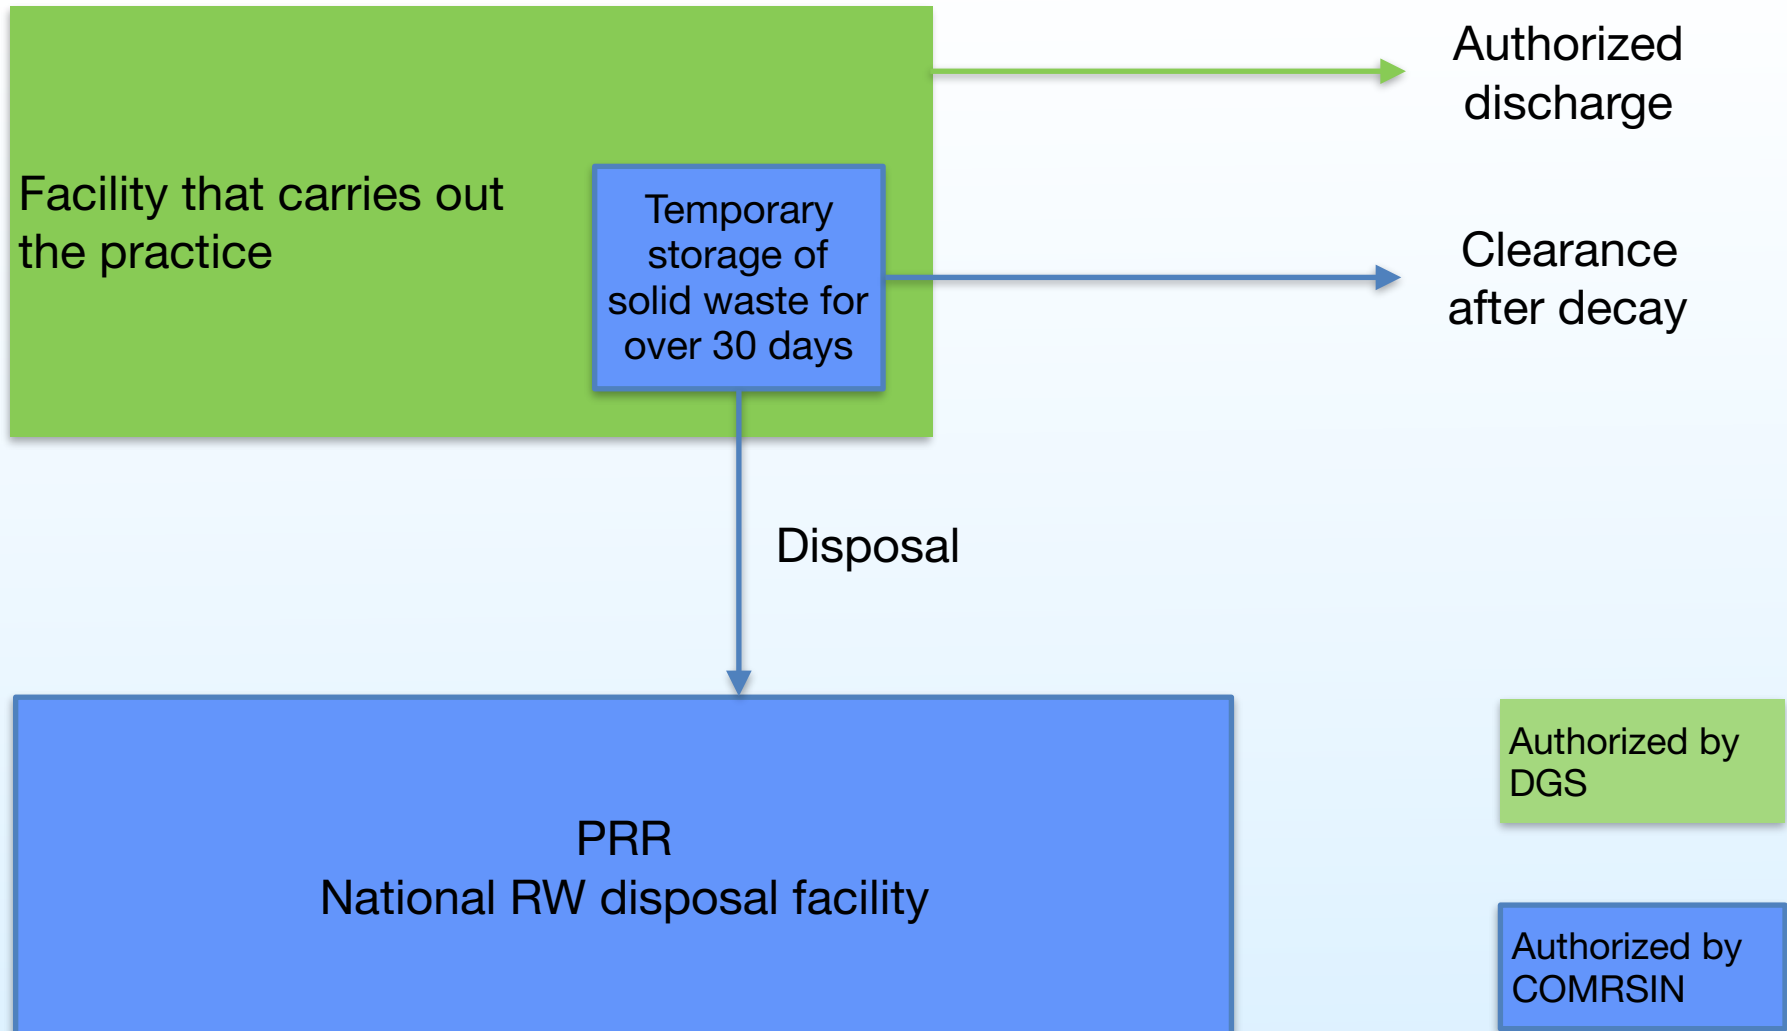 Authorized
discharge
Facility that carries out
the practice
Temporary
storage of
solid waste for
over 30 days
Clearance
after decay
Disposal
PRR
National RW disposal facility
Authorized by
DGS
Authorized by
COMRSIN